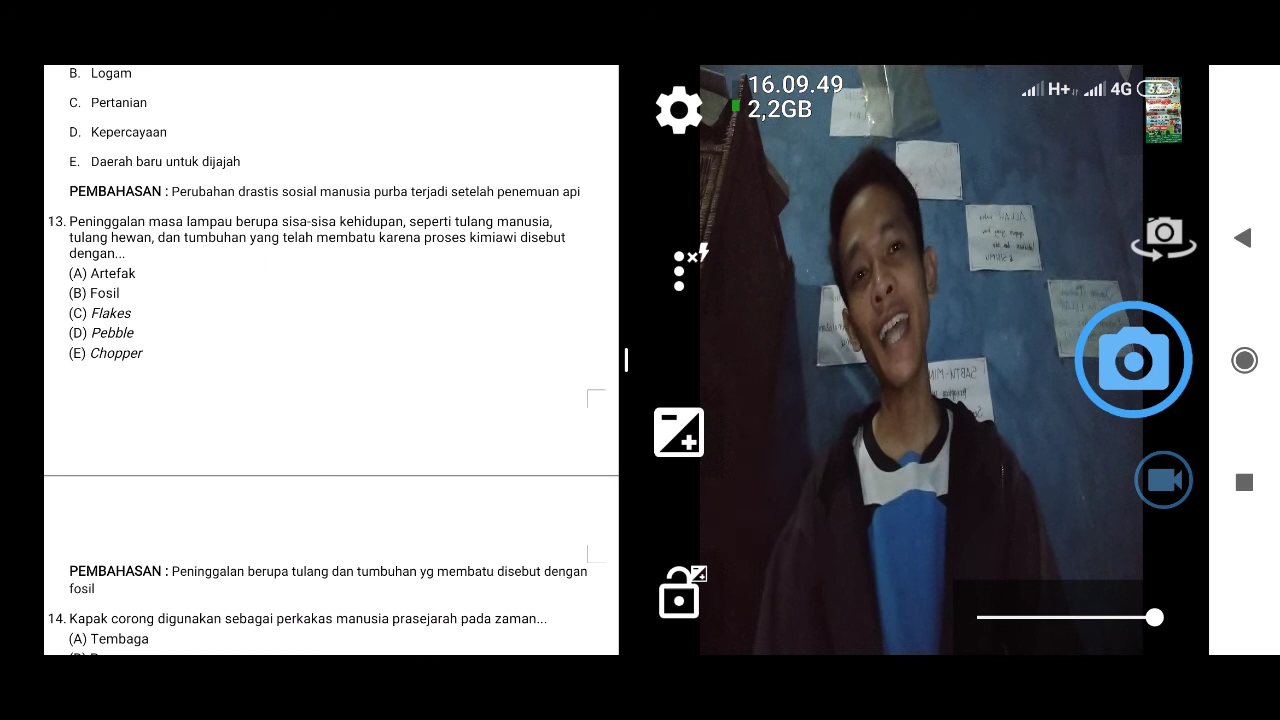 B. Logam
C. Pertanian
D. Kepercayaan
E. Daerah baru untuk dijajah
PEMBAHASAN : Perubahan drastis sosial manusia purba terjadi setelah penemuan api
13. Peninggalan masa lampau berupa sisa-sisa kehidupan, seperti tulang manusia,
tulang hewan, dan tumbuhan yang telah membatu karena proses kimiawi disebut
dengan...
(A) Artefak
(B) Fosil
(C) Flakes
(D) Pebble
(E) Chopper
PEMBAHASAN : Peninggalan berupa tulang dan tumbuhan yg membatu disebut dengan
fosil
14. Kapak corong digunakan sebagai perkakas manusia prasejarah pada zaman...
(A) Tembaga
16.09.49
2,2GB
H+
4G
33